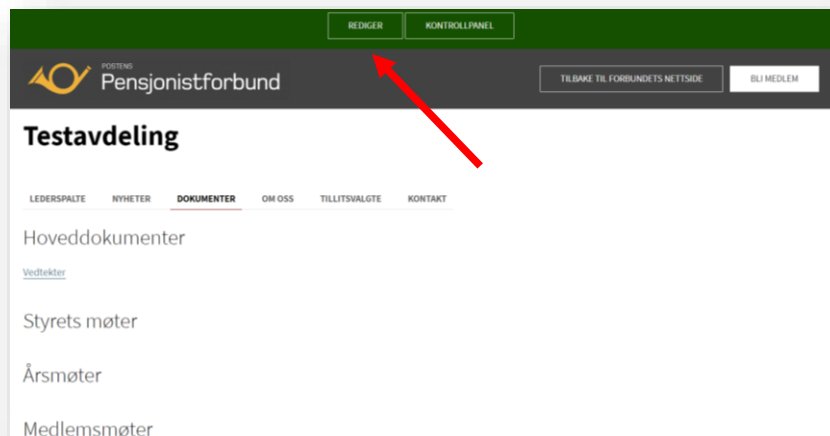 REDIGER KONTROLLPANEL
POSTENS
Pensjonistforbund
TILBAKE TIL FORBUNDETS NETTSIDE BLI MEDLEM
Testavdeling
LEDERSPALTE NYHETER DOKUMENTER OM OSS TILLITSVALGTE KONTAKT
Hoveddokumenter
Vedtekter
Styrets møter
Årsmøter
Medlemsmøter